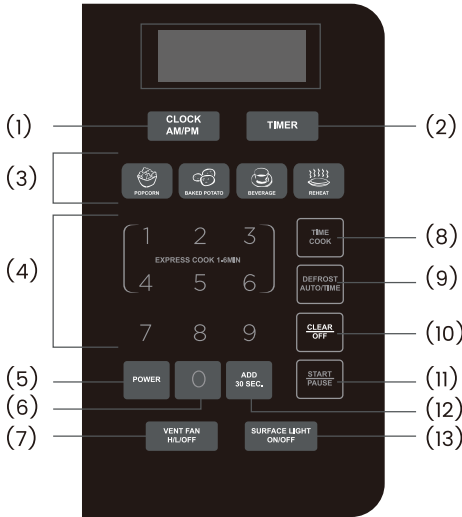 (1)
CLOCK
AM/PM
TIMER
(2)
(3)
POPCORN
BAKED POTATO
BEVERAGE
REHEAT
(4)
1 2 3
EXPRESS COOK 1-6MIN
4 5 6
7 8 9
TIME
COOK
(8)
DEFROST
AUTO/TIME
(9)
CLEAR
OFF
(10)
(5)
POWER
0
ADD
30 SEC.
START
PAUSE
(11)
(6)
(12)
(7)
VENT FAN
H/L/OFF
SURFACE LIGHT
ON/OFF
(13)